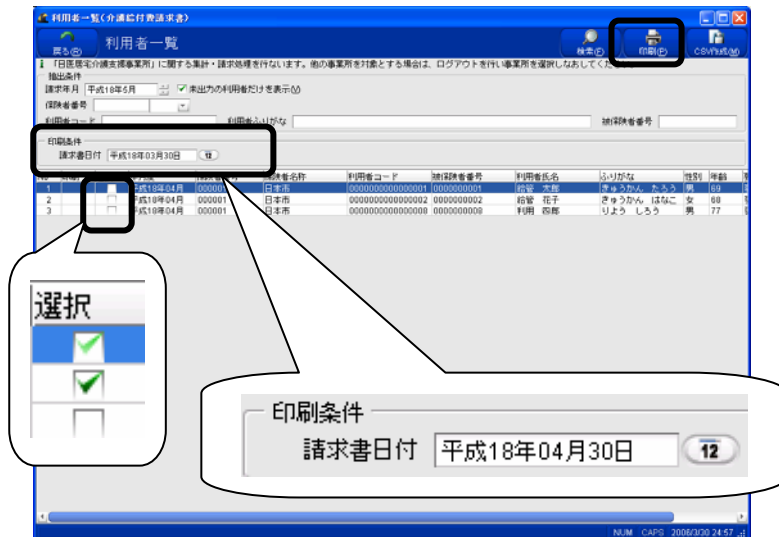 利用者一覧(介護給付費請求書)
戻る(R)
利用者一覧
検索(F)
印刷(P)
CSVﾌｧｲﾙ(M)
「日医居宅介護支援事業所」に関する集計・請求処理を行ないます。他の事業所を対象とする場合は、ログアウトを行い事業所を選択しなおしてく
抽出条件
請求年月 平成18年5月 未出力の利用者だけを表示(V)
保険者番号
利用者コード 利用者ふりがな 被保険者番号
印刷条件
請求書日付 平成18年03月30日 12
保険者名称 利用者コード 被保険者番号 利用者氏名 ふりがな 性別 年齢
1 平成18年04月 000001 日本市 0000000000000001 0000000001 給管 太郎 きゅうかん たろう 男 69
2 平成18年04月 000001 日本市 0000000000000002 0000000002 給管 花子 きゅうかん はなこ 女 68
3 平成18年04月 000001 日本市 0000000000000008 0000000008 利用 四郎 りよう しろう 男 77
選択
印刷条件
請求書日付 平成18年04月30日 12
NUM CAPS 2006/3/30 24:57